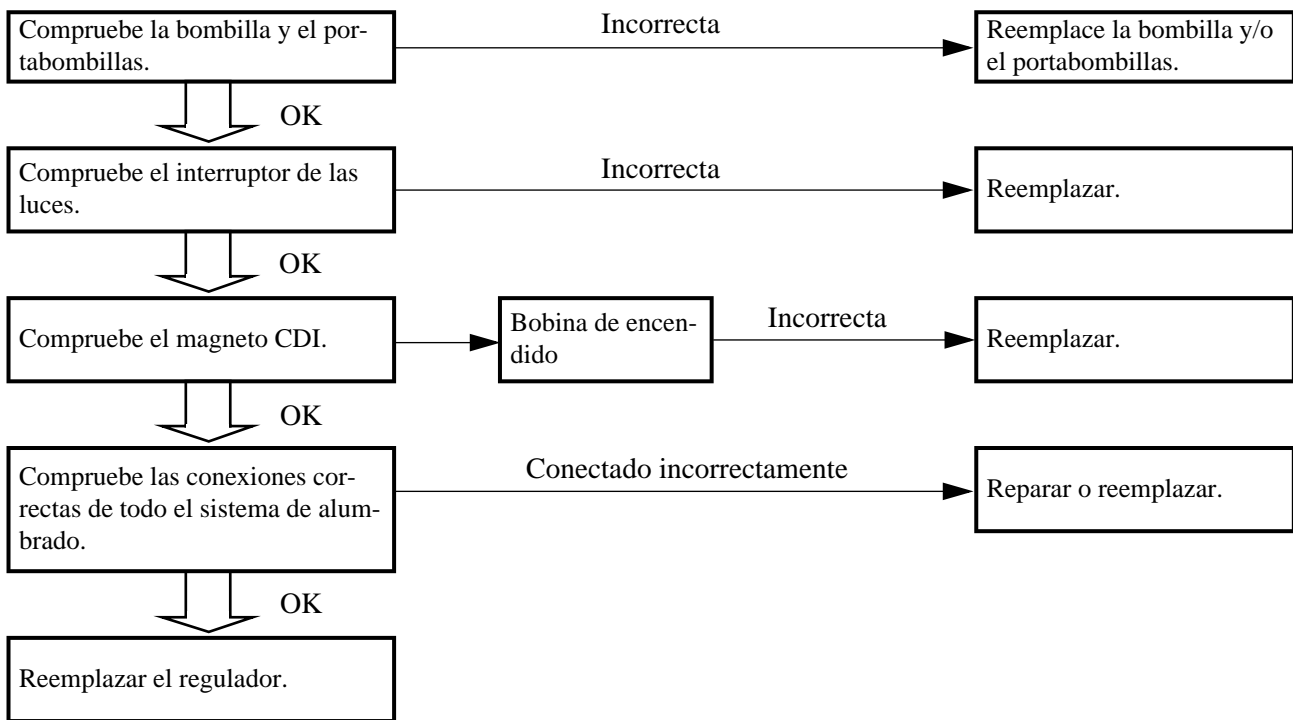 Compruebe la bombilla y el por-
tabombillas.
Incorrecta
Reemplace la bombilla y/o
el portabombillas.
OK
Compruebe el interruptor de las
luces.
Incorrecta
Reemplazar.
OK
Compruebe el magneto CDI.
Bobina de encen-
dido
Incorrecta
Reemplazar.
OK
Compruebe las conexiones cor-
rectas de todo el sistema de alum-
brado.
Conectado incorrectamente
Reparar o reemplazar.
OK
Reemplazar el regulador.